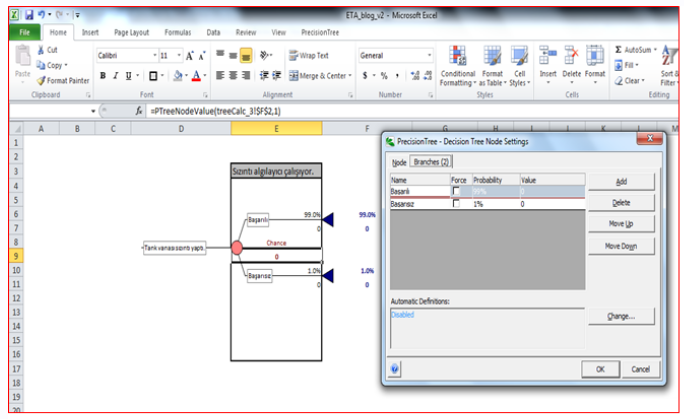 ETA_blog_v2 - Microsoft Excel
File Home Insert Page Layout Formulas Data Review View PrecisionTree
Cut
Copy
Format Painter
Paste
Clipboard
Calibri 11 A A
B I U A
Font
Wrap Text
Merge & Center
Alignment
General
$ % ,
Number
Conditional Formatting
Format as Table
Cell Styles
Styles
Insert Delete Format
Cells
Σ AutoSum
Fill
Clear
Sort & Filter
Editing
fx =PTreeNodeValue(treeCalc_3!$F$2,1)
A B C D E F G H I J K L M
1
2
3 Sızıntı algılayıcı çalışıyor.
4
5
6 Başarılı 99.0% 99.0%
7 0 0
8 Tank vanası sızıntı yaptı. Chance
9 0
10 Başarısız 1.0% 1.0%
11 0 0
12
13
14
15
16
17
18
19
20
PrecisionTree - Decision Tree Node Settings
Node Branches (2)
Name Force Probability Value
Başarılı 99% 0
Başarısız 1% 0
Add
Delete
Move Up
Move Down
Automatic Definitions:
Disabled
Change...
OK Cancel